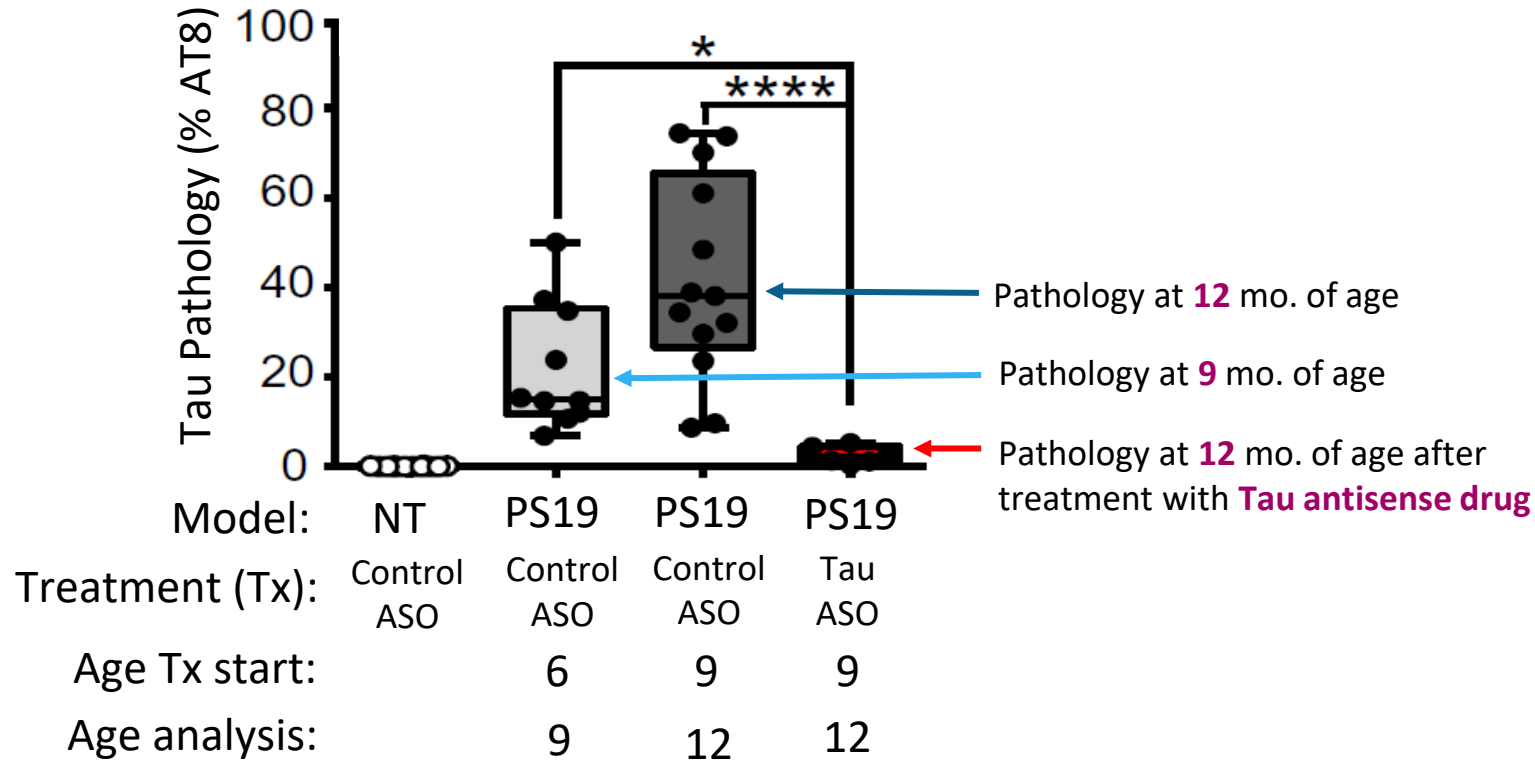 Tau Pathology (% AT8)
100
80
60
40
20
0
*
****
Pathology at 12 mo. of age
Pathology at 9 mo. of age
Pathology at 12 mo. of age after
treatment with Tau antisense drug
Model: NT PS19 PS19 PS19
Treatment (Tx): Control ASO Control ASO Control ASO Tau ASO
Age Tx start: 6 9 9
Age analysis: 9 12 12